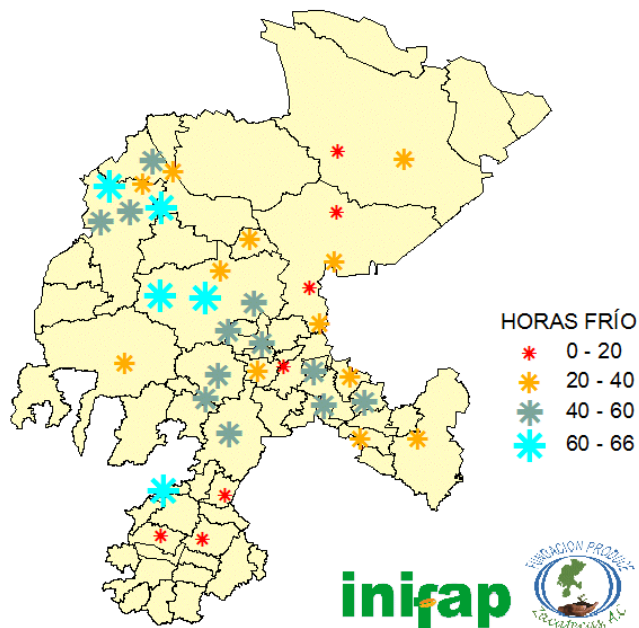 HORAS FRÍO
0 - 20
20 - 40
40 - 60
60 - 66
inifap
FUNDACION PRODUCE
Zacatecas A.C.